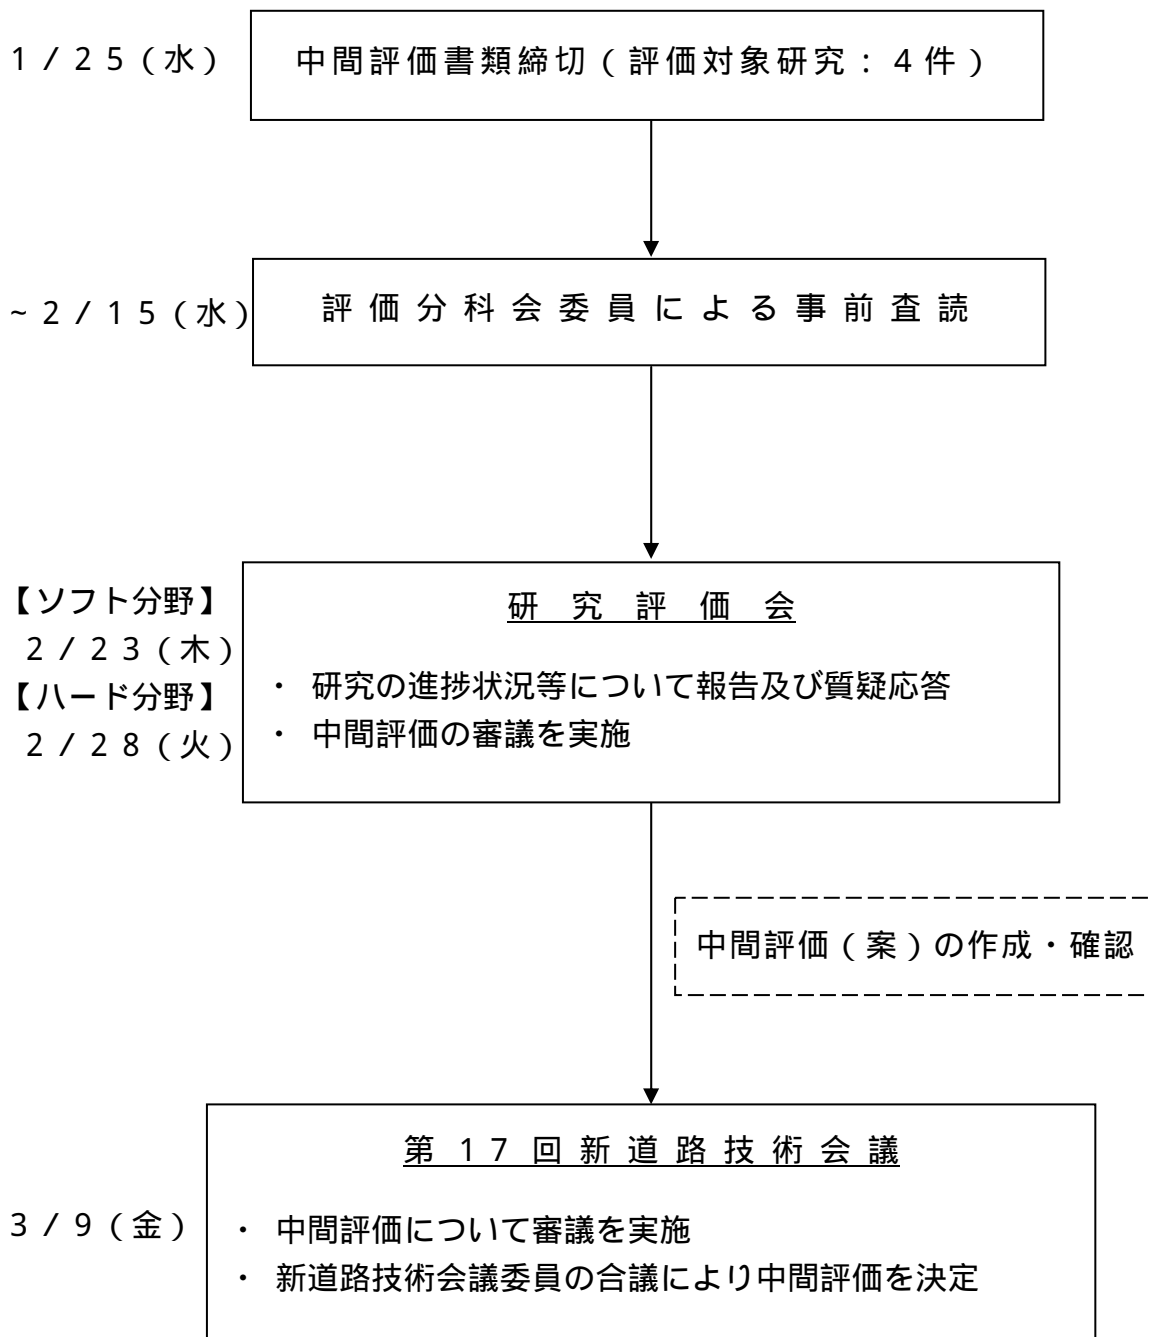 1/25(水)
中間評価書類締切(評価対象研究:4件)
~2/15(水)
評価分科会委員による事前査読
【ソフト分野】
2/23(木)
【ハード分野】
2/28(火)
研究評価会
・ 研究の進捗状況等について報告及び質疑応答
・ 中間評価の審議を実施
中間評価(案)の作成・確認
3/9(金)
第17回新道路技術会議
・ 中間評価について審議を実施
・ 新道路技術会議委員の合議により中間評価を決定